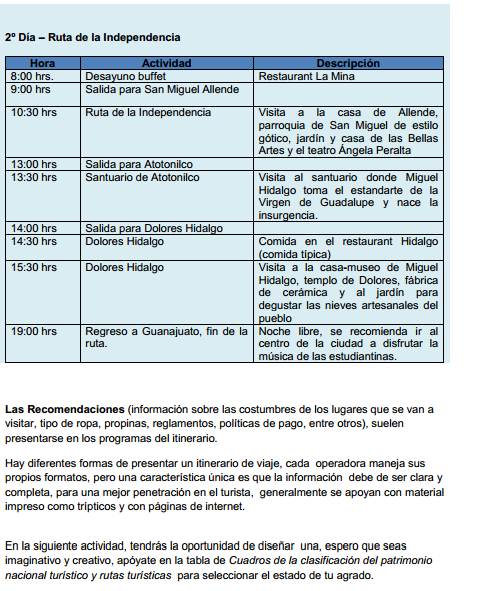 2º Día – Ruta de la Independencia
Hora Actividad Descripción
8:00 hrs. Desayuno buffet Restaurant La Mina
9:00 hrs Salida para San Miguel Allende
10:30 hrs Ruta de la Independencia Visita a la casa de Allende,
parroquia de San Miguel de estilo
gótico, jardín y casa de las Bellas
Artes y el teatro Ángela Peralta
13:00 hrs Salida para Atotonilco
13:30 hrs Santuario de Atotonilco Visita al santuario donde Miguel
Hidalgo toma el estandarte de la
Virgen de Guadalupe y nace la
insurgencia.
14:00 hrs Salida para Dolores Hidalgo
14:30 hrs Dolores Hidalgo Comida en el restaurant Hidalgo
(comida típica)
15:30 hrs Dolores Hidalgo Visita a la casa-museo de Miguel
Hidalgo, templo de Dolores, fábrica
de cerámica y al jardín para
degustar las nieves artesanales del
pueblo
19:00 hrs Regreso a Guanajuato, fin de la Noche libre, se recomienda ir al
ruta. centro de la ciudad a disfrutar la
música de las estudiantinas.
Las Recomendaciones (información sobre las costumbres de los lugares que se van a
visitar, tipo de ropa, propinas, reglamentos, políticas de pago, entre otros), suelen
presentarse en los programas del itinerario.
Hay diferentes formas de presentar un itinerario de viaje, cada operadora maneja sus
propios formatos, pero una característica única es que la información debe de ser clara y
completa, para una mejor penetración en el turista, generalmente se apoyan con material
impreso como trípticos y con páginas de internet.
En la siguiente actividad, tendrás la oportunidad de diseñar una, espero que seas
imaginativo y creativo, apóyate en la tabla de Cuadros de la clasificación del patrimonio
nacional turístico y rutas turísticas para seleccionar el estado de tu agrado.